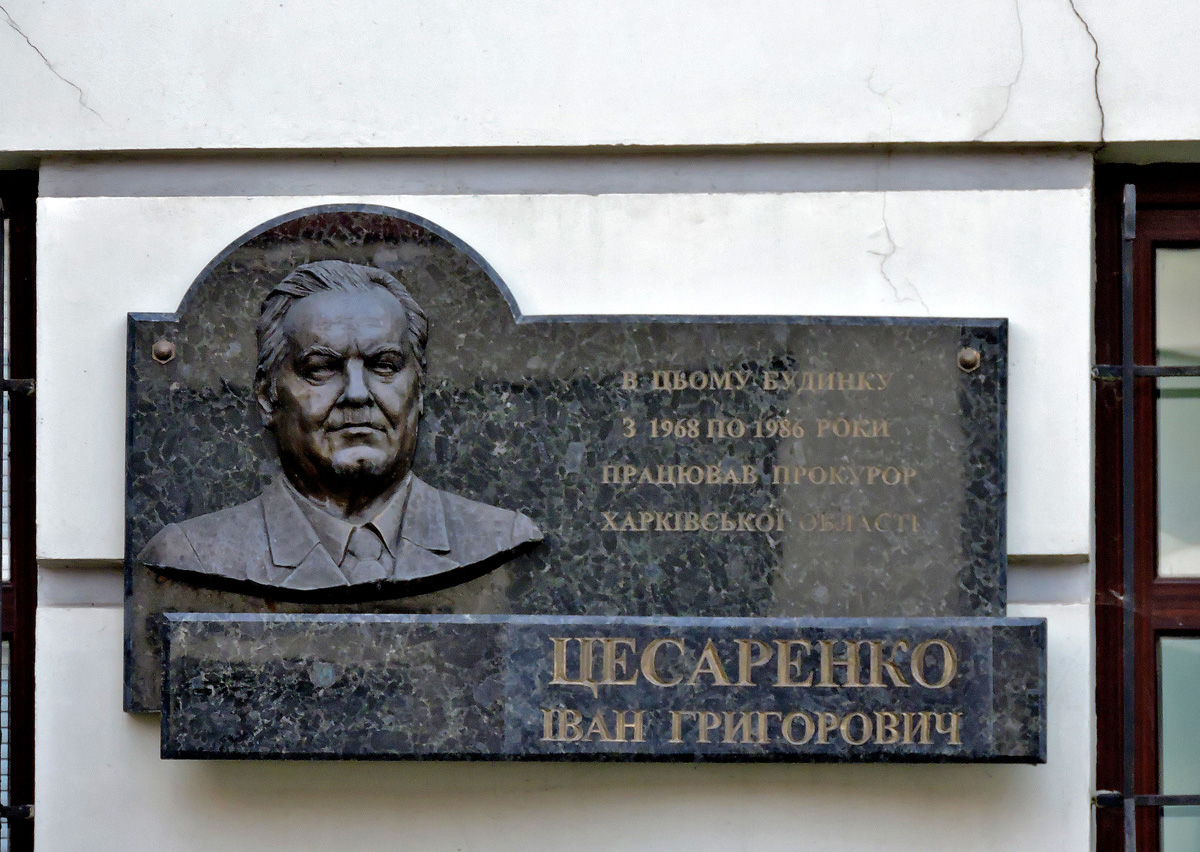 В ЦЬОМУ БУДИНКУ
З 1968 ПО 1986 РОКИ
ПРАЦЮВАВ ПРОКУРОР
ХАРКІВСЬКОЇ ОБЛАСТІ
ЦЕСАРЕНКО
ІВАН ГРИГОРОВИЧ